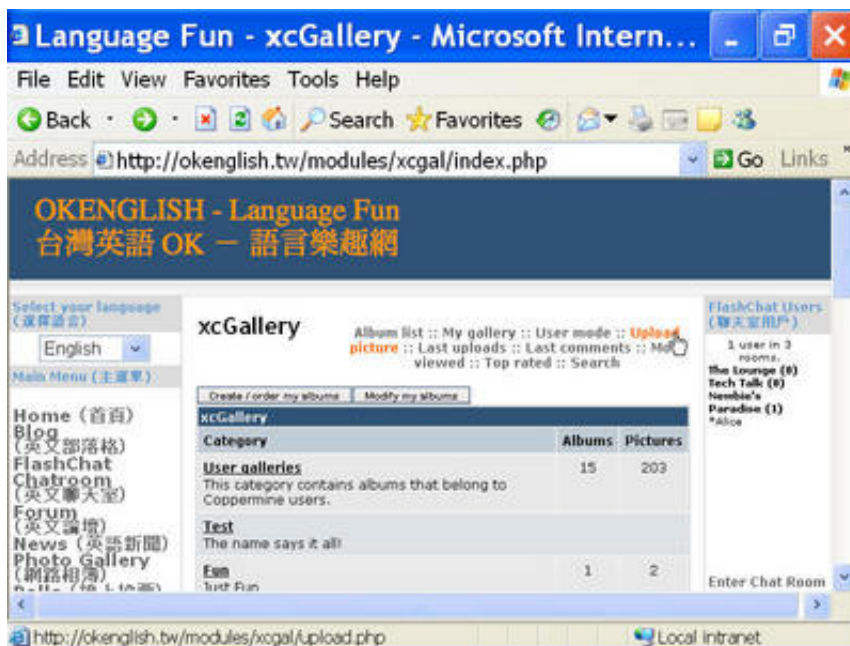 Language Fun - xcGallery - Microsoft Intern...
File Edit View Favorites Tools Help
Back Search Favorites
Address http://okenglish.tw/modules/xcgal/index.php Go Links
OKENGLISH - Language Fun
台灣英語 OK － 語言樂趣網
Select your language
(選擇語言)
English
Main Menu (主選單)
Home (首頁)
Blog
(英文部落格)
FlashChat
Chatroom
(英文聊天室)
Forum
(英文論壇)
News (英語新聞)
Photo Gallery
(網路相簿)
xcGallery
Album list :: My gallery :: User mode :: Upload
picture :: Last uploads :: Last comments ::
viewed :: Top rated :: Search
Create / order my albums Modify my albums
xcGallery
Category Albums Pictures
User galleries 15 203
This category contains albums that belong to
Coppermine users.
Test
The name says it all!
Fun 1 2
Just Fun
FlashChat Users
(聊天室用戶)
1 user in 3
rooms.
The Lounge (0)
Tech Talk (0)
Newbie's
Paradise (1)
*Alice
Enter Chat Room
http://okenglish.tw/modules/xcgal/upload.php Local intranet